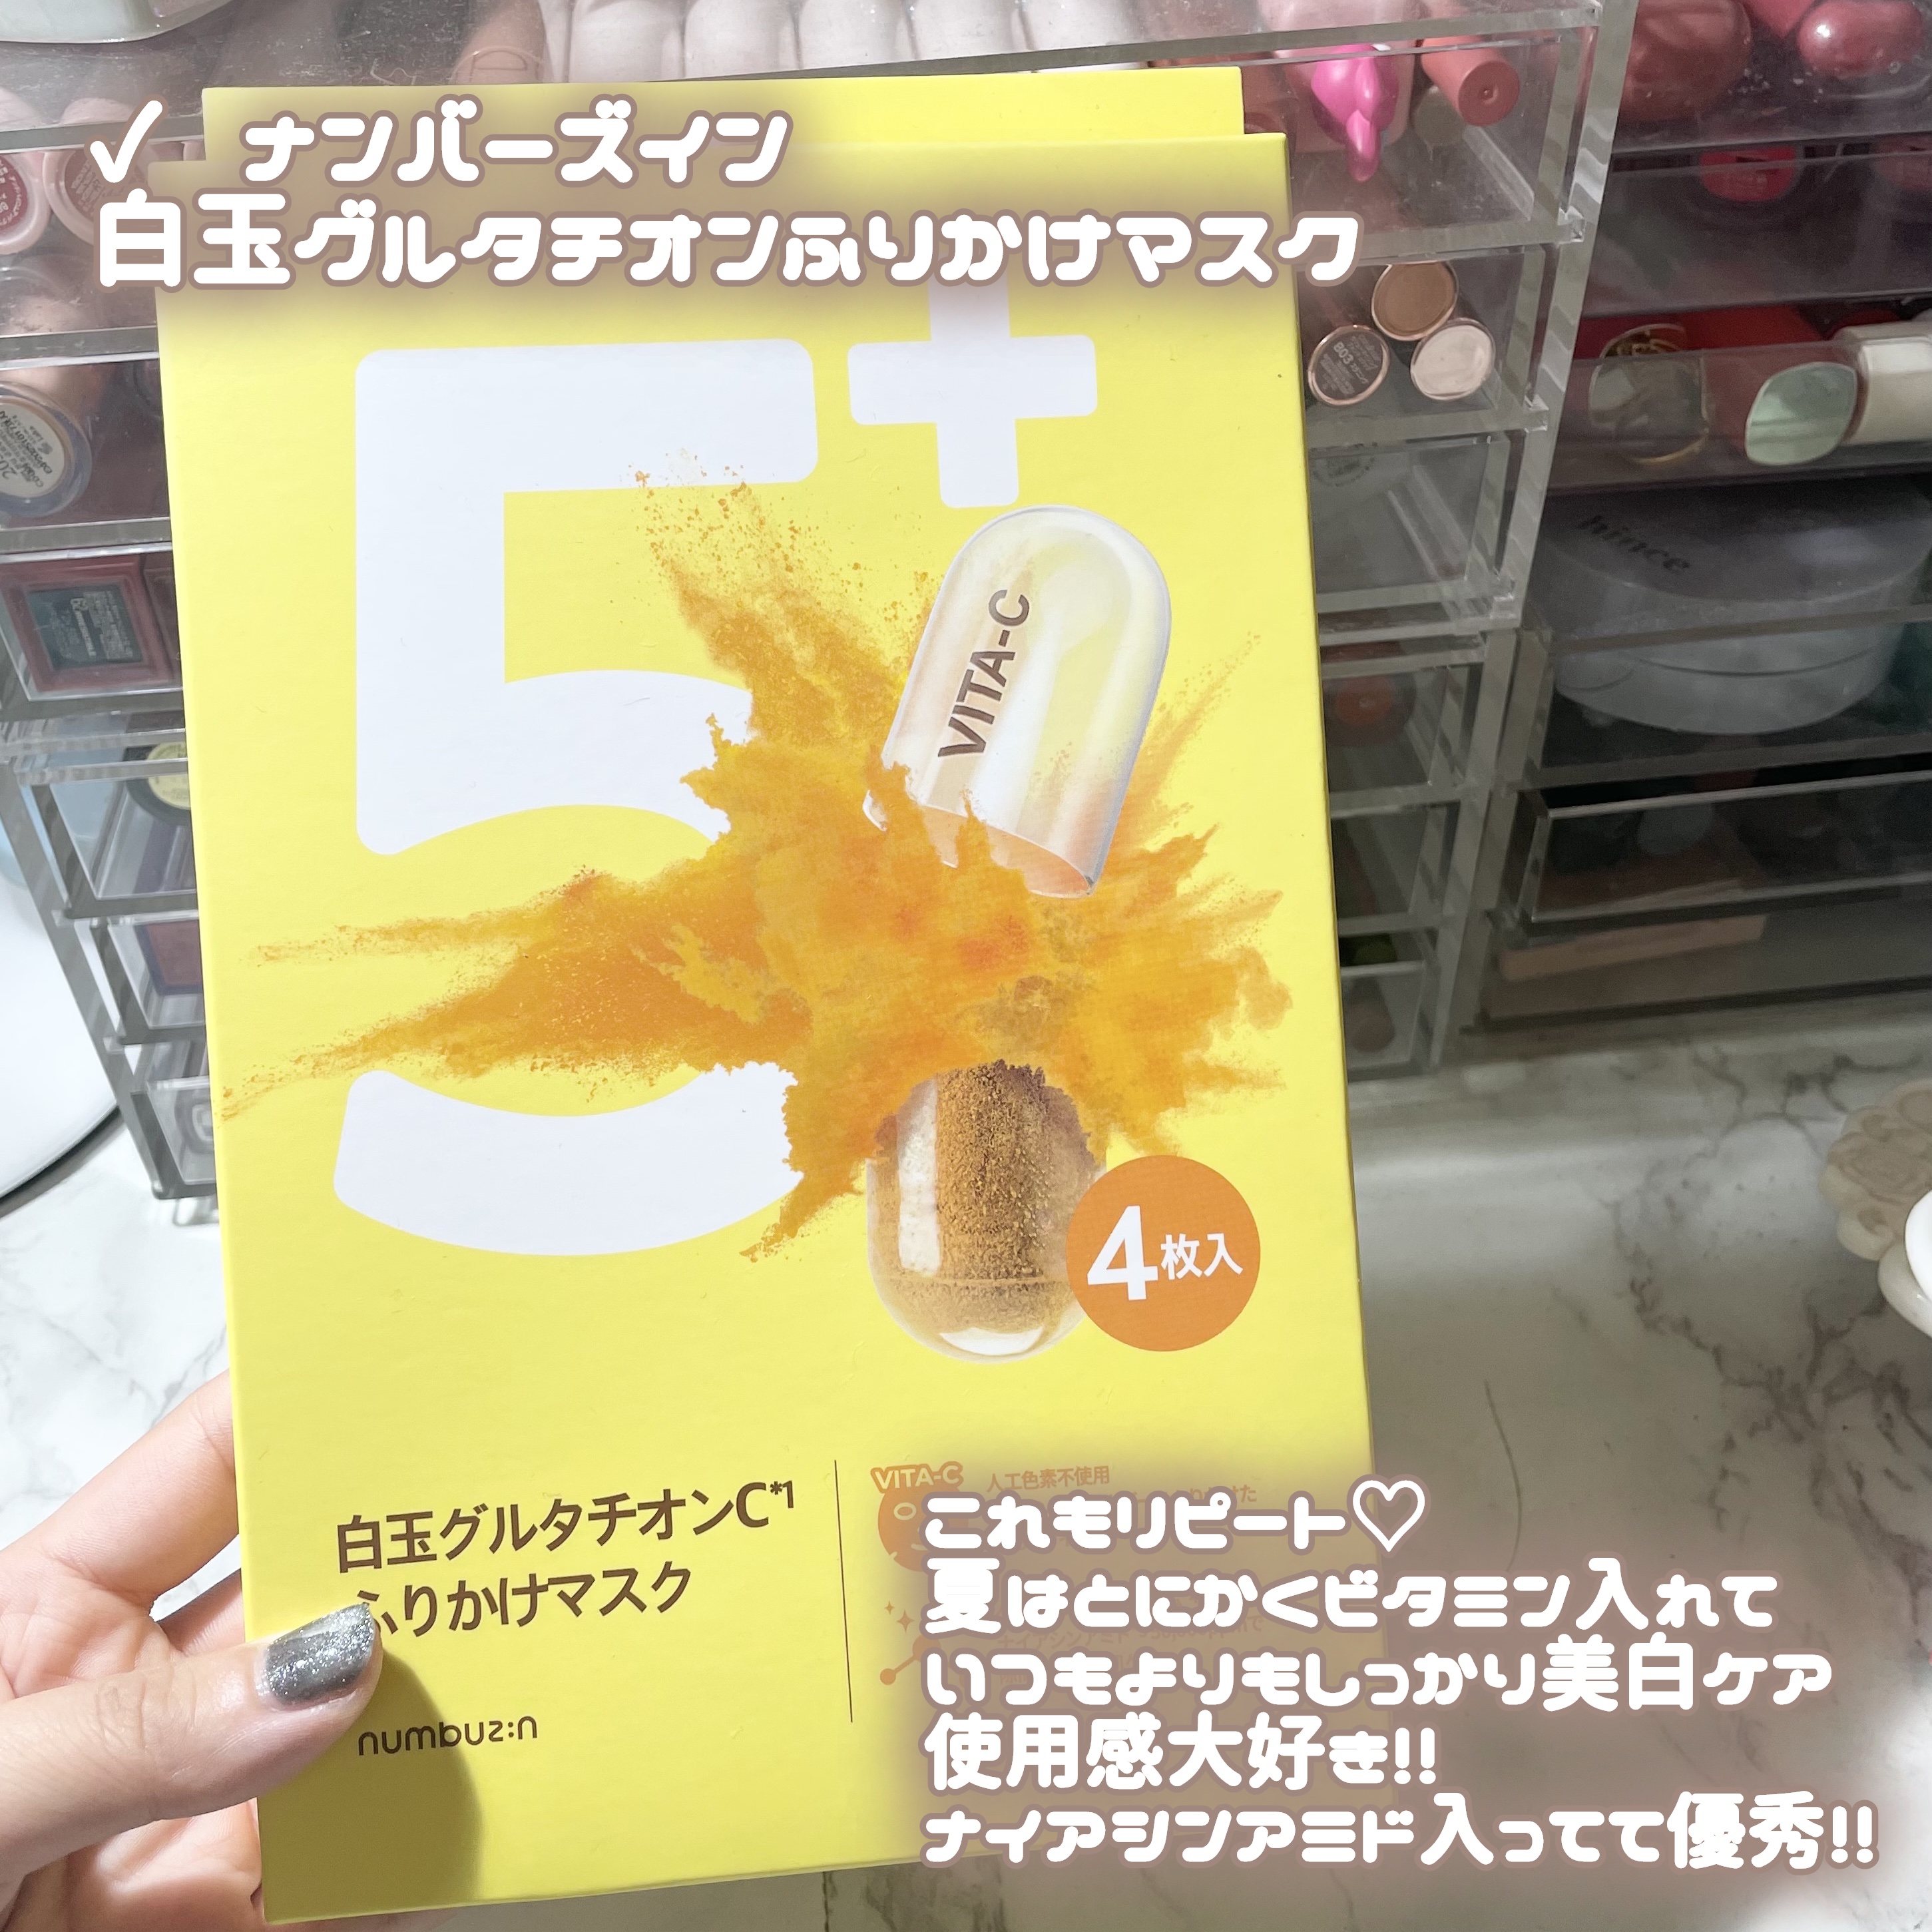 ✓ ナンバーズイン
白玉グルタチオンふりかけマスク
5+
VITA-C
4枚入
白玉グルタチオンC*1
ふりかけマスク
numbuz:n
VITA-C
人工色素不使用
これもリピート♡
夏はとにかくビタミン入れて
いつもよりもしっかり美白ケア
使用感大好き!!
ナイアシンアミド入ってて優秀!!
hince
B03